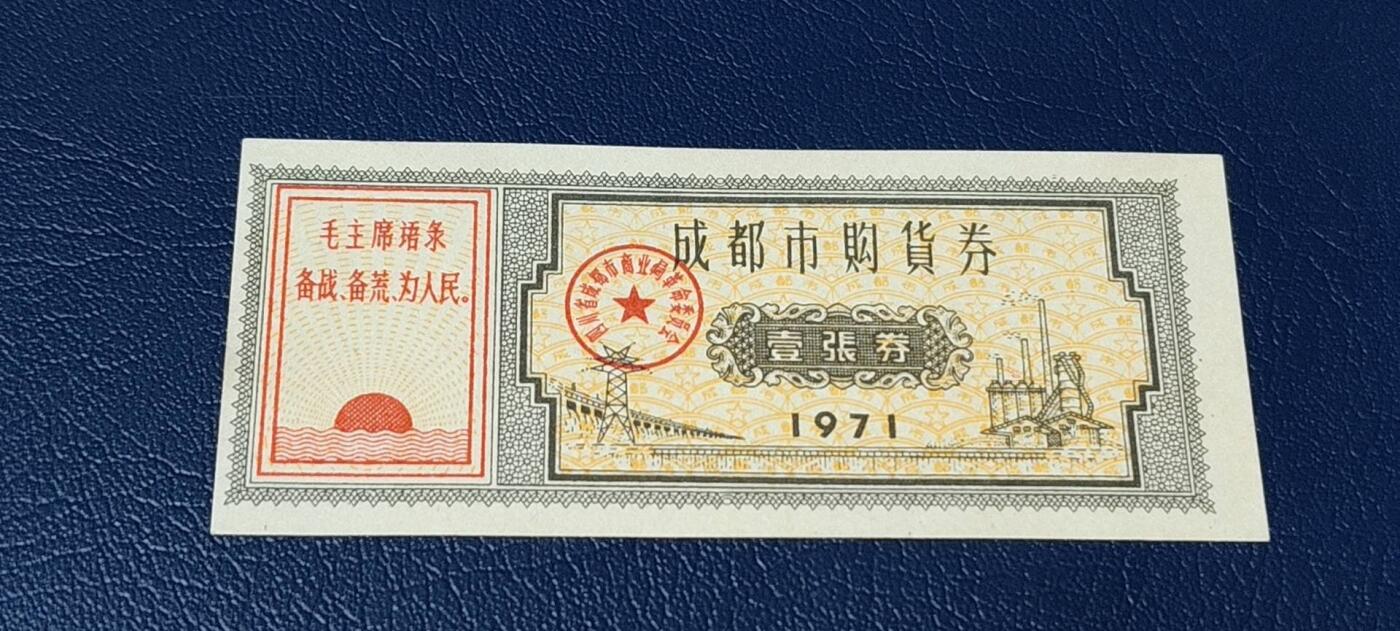 毛主席语录
备战、备荒、为人民。
成都市购货券
四川省成都市商业局革命委员会
壹張券
1971